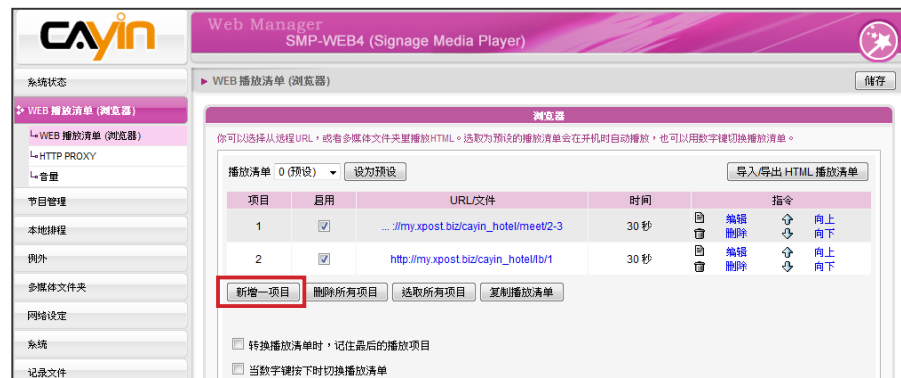 CAYIN
Web Manager
SMP-WEB4 (Signage Media Player)
系统状态
WEB 播放清单 (浏览器)
WEB 播放清单 (浏览器)
HTTP PROXY
音量
节目管理
本地排程
例外
多媒体文件夹
网络设定
系统
记录文件
WEB 播放清单 (浏览器)
储存
浏览器
你可以选择从远程URL，或者多媒体文件夹里播放HTML。选取为预设的播放清单会在开机时自动播放，也可以用数字键切换播放清单。
播放清单 0 (预设) 设为预设 导入/导出 HTML 播放清单
项目 启用 URL/文件 时间 指令
1 ... ://my.xpost.biz/cayin_hotel/meet/2-3 30 秒 编辑 向上
删除 向下
2 http://my.xpost.biz/cayin_hotel/lb/1 30 秒 编辑 向上
删除 向下
新增一项目 删除所有项目 选取所有项目 复制播放清单
转换播放清单时，记住最后的播放项目
当数字键按下时切换播放清单